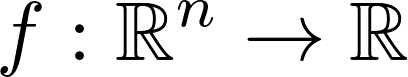 f : ℝⁿ → ℝ